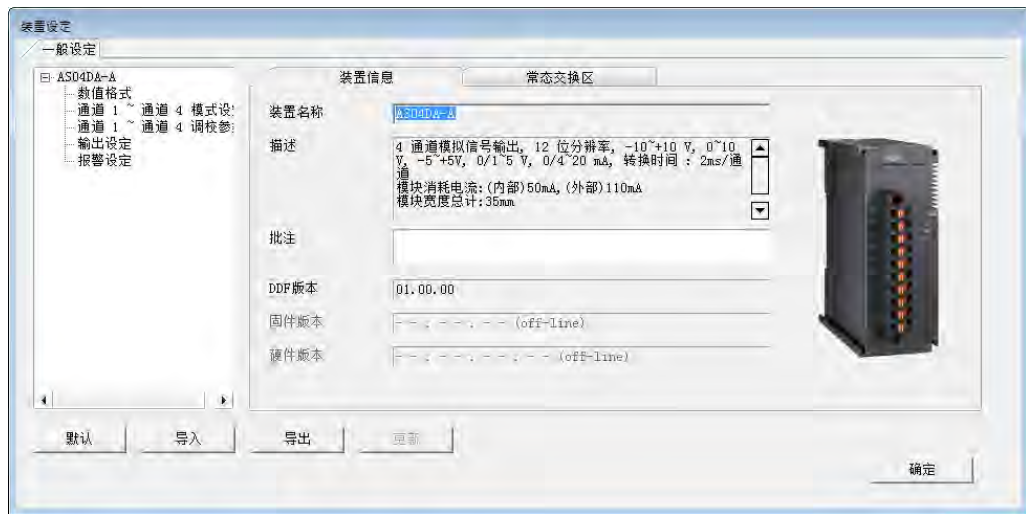 装置设定
一般设定
AS04DA-A
数值格式
通道 1 ~ 通道 4 模式设
通道 1 ~ 通道 4 调校参
输出设定
报警设定
装置信息
常态交换区
装置名称
AS04DA-A
描述
4 通道模拟信号输出, 12 位分辨率, -10~+10 V, 0~10
V, -5~+5V, 0/1~5 V, 0/4~20 mA, 转换时间 : 2ms/通
道
模块消耗电流:(内部)50mA,(外部)110mA
模块宽度总计:35mm
批注
DDF版本
01.00.00
固件版本
- - . - - . - - (off-line)
硬件版本
- - . - - . - - . - - (off-line)
默认
导入
导出
更新
确定